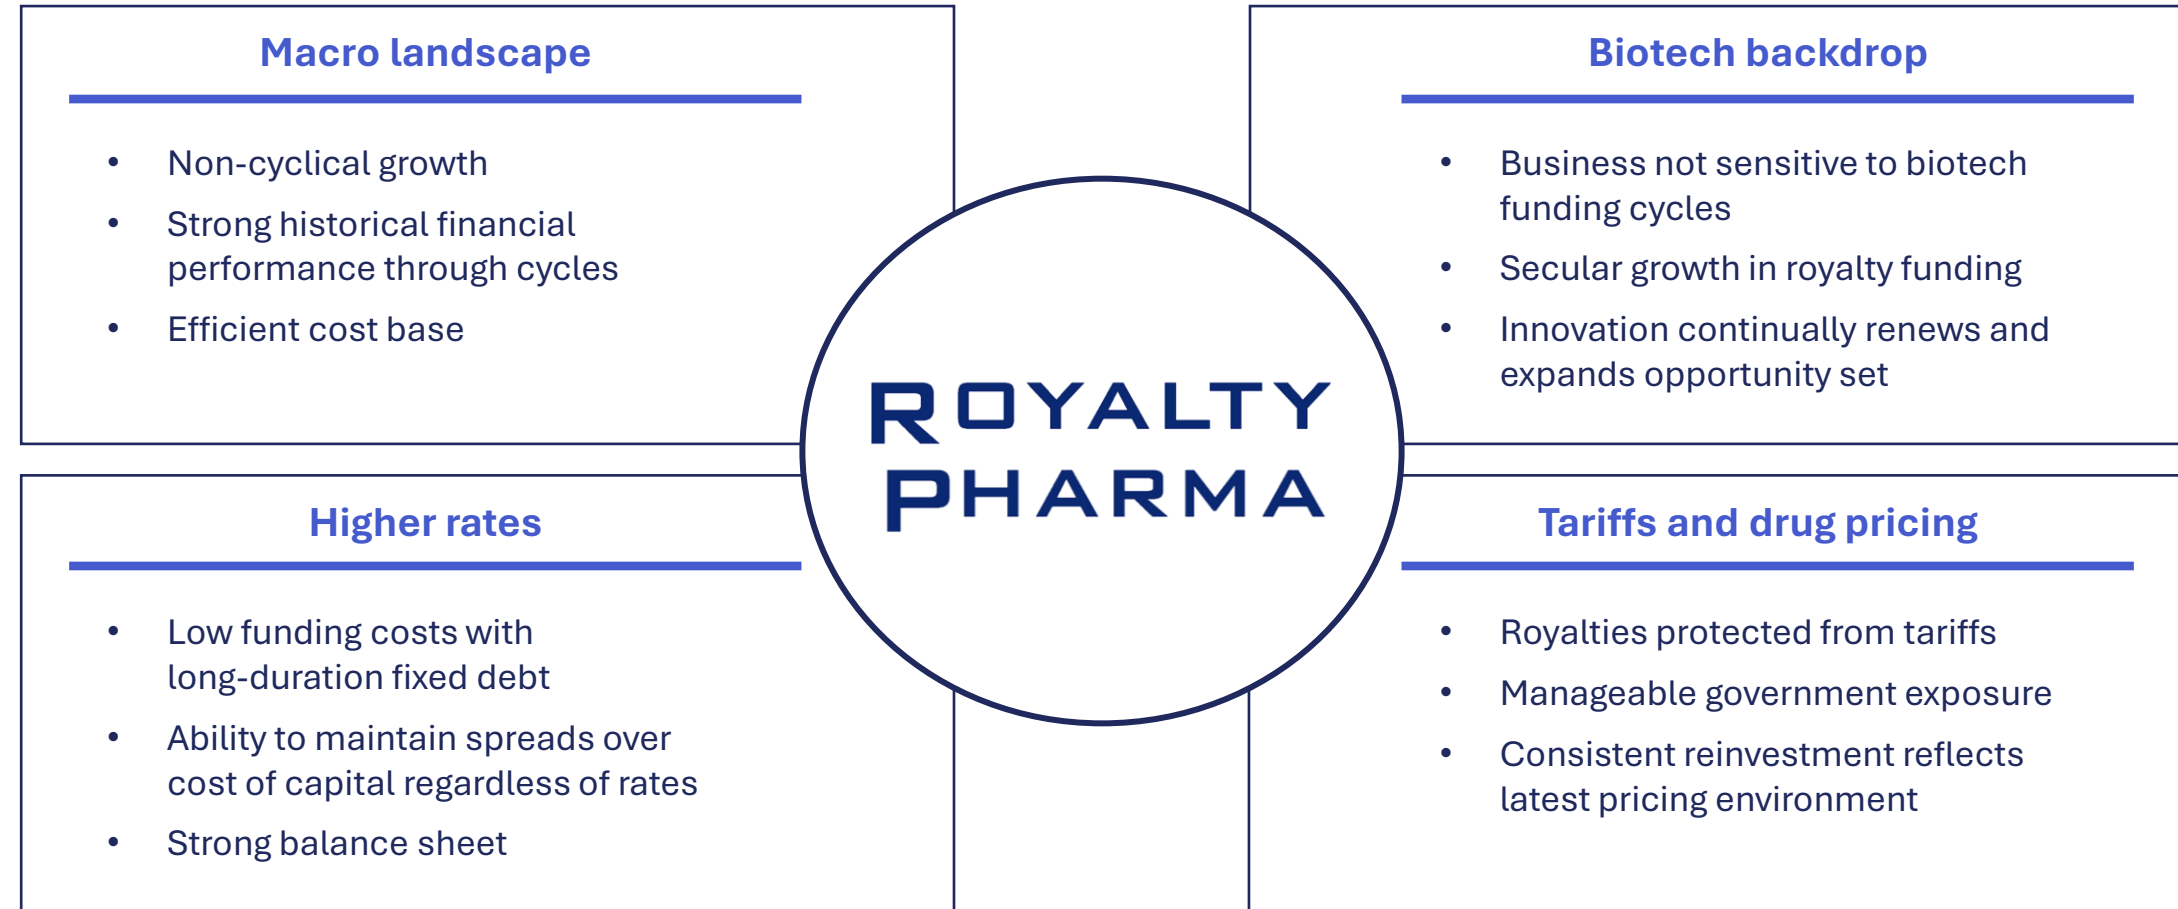 Macro landscape
• Non-cyclical growth
• Strong historical financial
performance through cycles
• Efficient cost base
Biotech backdrop
• Business not sensitive to biotech
funding cycles
• Secular growth in royalty funding
• Innovation continually renews and
expands opportunity set
ROYALTY
PHARMA
Higher rates
• Low funding costs with
long-duration fixed debt
• Ability to maintain spreads over
cost of capital regardless of rates
• Strong balance sheet
Tariffs and drug pricing
• Royalties protected from tariffs
• Manageable government exposure
• Consistent reinvestment reflects
latest pricing environment